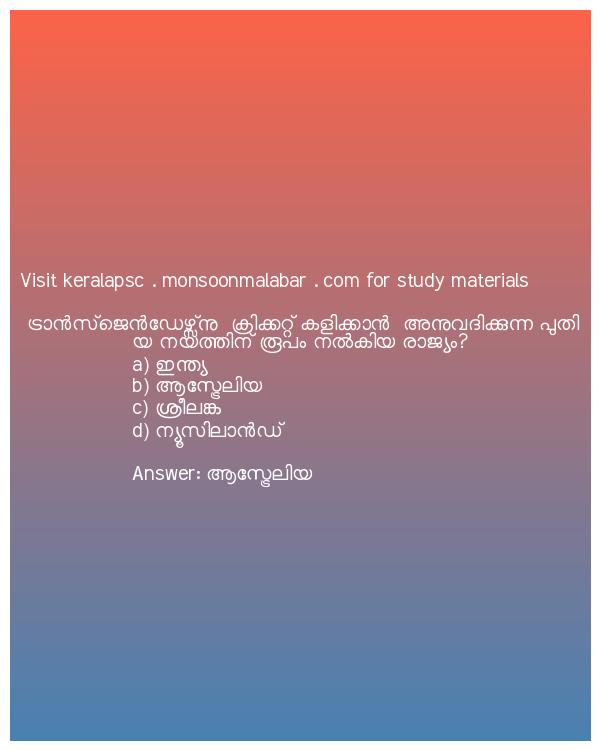 Visit keralapsc . monsoonmalabar . com for study materials
ട്രാൻസ്ജെൻഡേഴ്സ്നു ക്രിക്കറ്റ് കളിക്കാൻ അനുവദിക്കുന്ന പുതി
യ നയത്തിന് രൂപം നൽകിയ രാജ്യം?
a) ഇന്ത്യ
b) ആസ്ട്രേലിയ
c) ശ്രീലങ്ക
d) ന്യൂസിലാൻഡ്
Answer: ആസ്ട്രേലിയ